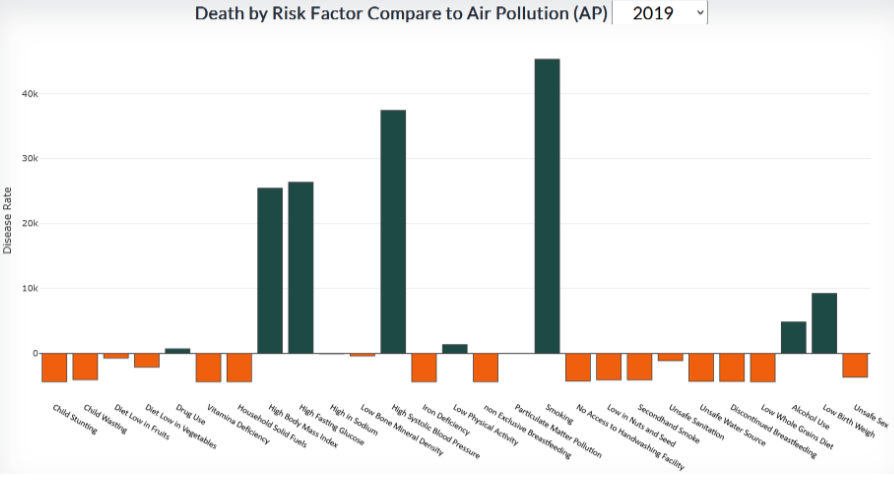 Death by Risk Factor Compare to Air Pollution (AP) 2019
Disease Rate
40k
30k
20k
10k
0
Child Stunting
Child Wasting
Diet Low in Fruits
Diet Low in Vegetables
Drug Use
Vitamina Deficiency
Household Solid Fuels
High Body Mass Index
High Fasting Glucose
High in Sodium
Low Bone Mineral Density
High Systolic Blood Pressure
Iron Deficiency
Low Physical Activity
non Exclusive Breastfeeding
Particulate Matter Pollution
Smoking
No Access to Handwashing Facility
Low in Nuts and Seed
Secondhand Smoke
Unsafe Sanitation
Unsafe Water Source
Discontinued Breastfeeding
Low Whole Grains Diet
Alcohol Use
Low Birth Weigh
Unsafe Sex